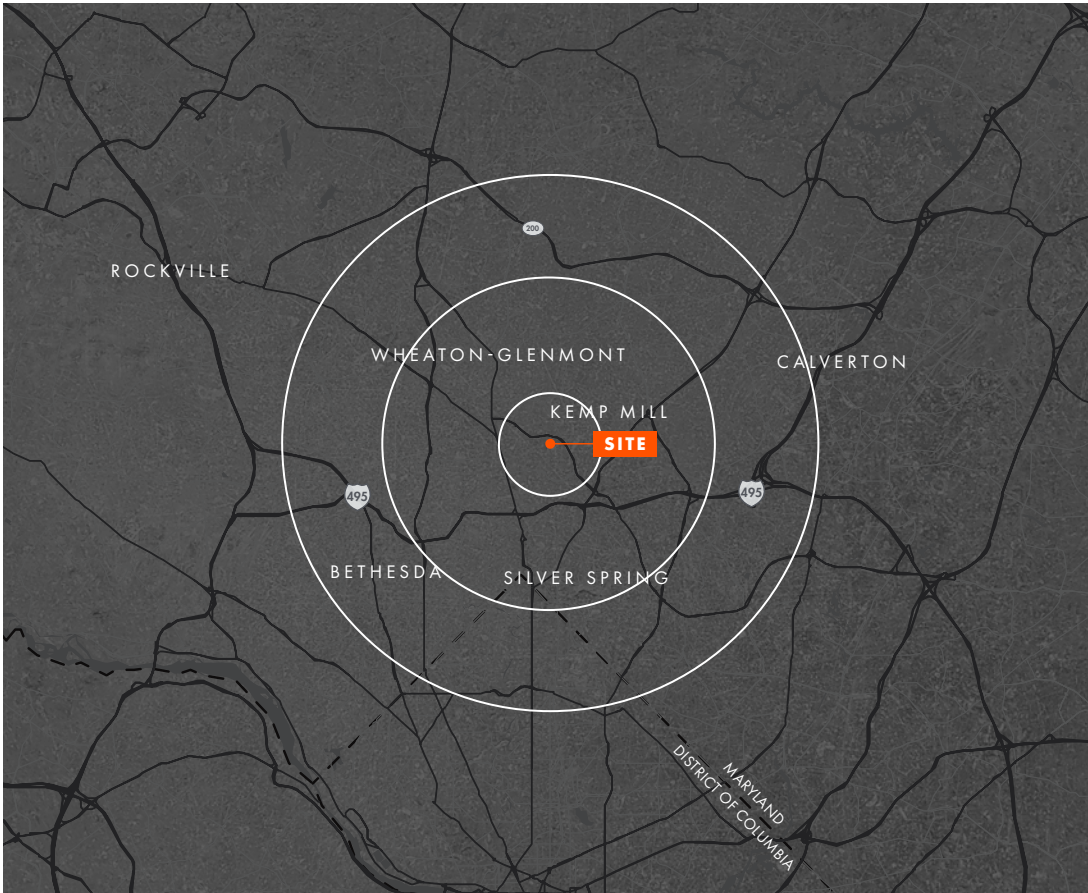 200
ROCKVILLE
WHEATON-GLENMONT
CALVERTON
KEMP MILL
SITE
495
495
BETHESDA
SILVER SPRING
MARYLAND
DISTRICT OF COLUMBIA